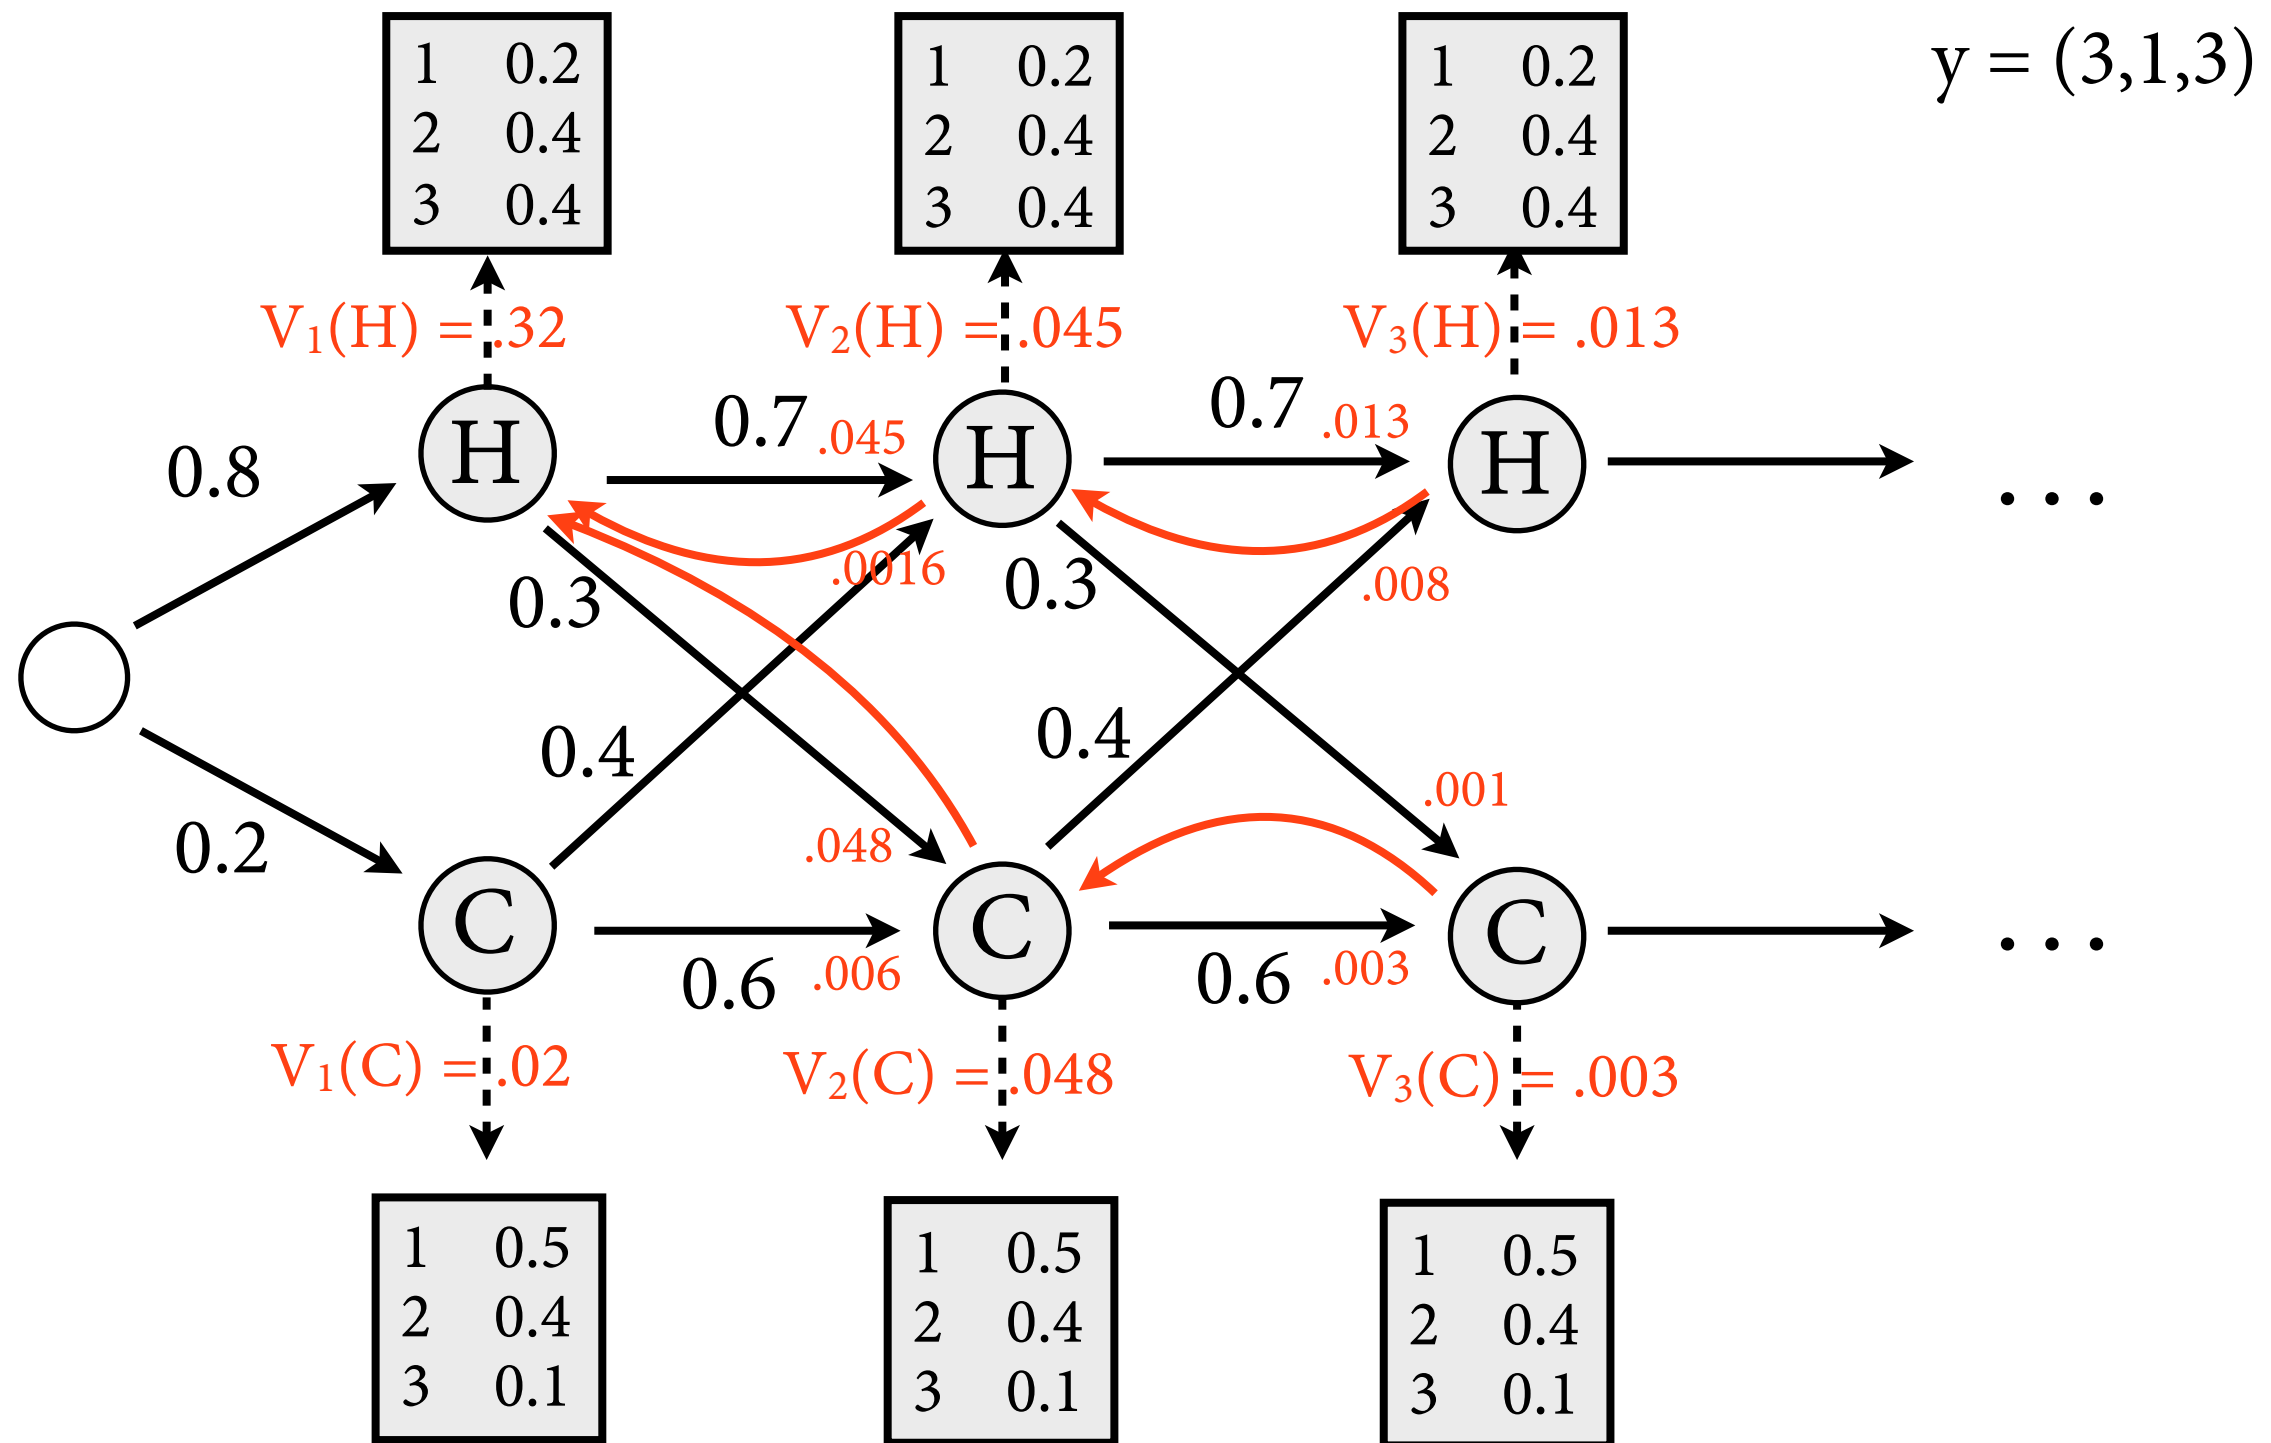 1 0.2
2 0.4
3 0.4
1 0.2
2 0.4
3 0.4
1 0.2
2 0.4
3 0.4
y = (3,1,3)
V₁(H) = .32
V₂(H) = .045
V₃(H) = .013
0.8
H
0.7 .045
H
0.7 .013
H
. . .
0.3
.0016
0.3
.008
0.2
0.4
.048
0.4
.001
C
0.6 .006
C
0.6 .003
C
. . .
V₁(C) = .02
V₂(C) = .048
V₃(C) = .003
1 0.5
2 0.4
3 0.1
1 0.5
2 0.4
3 0.1
1 0.5
2 0.4
3 0.1